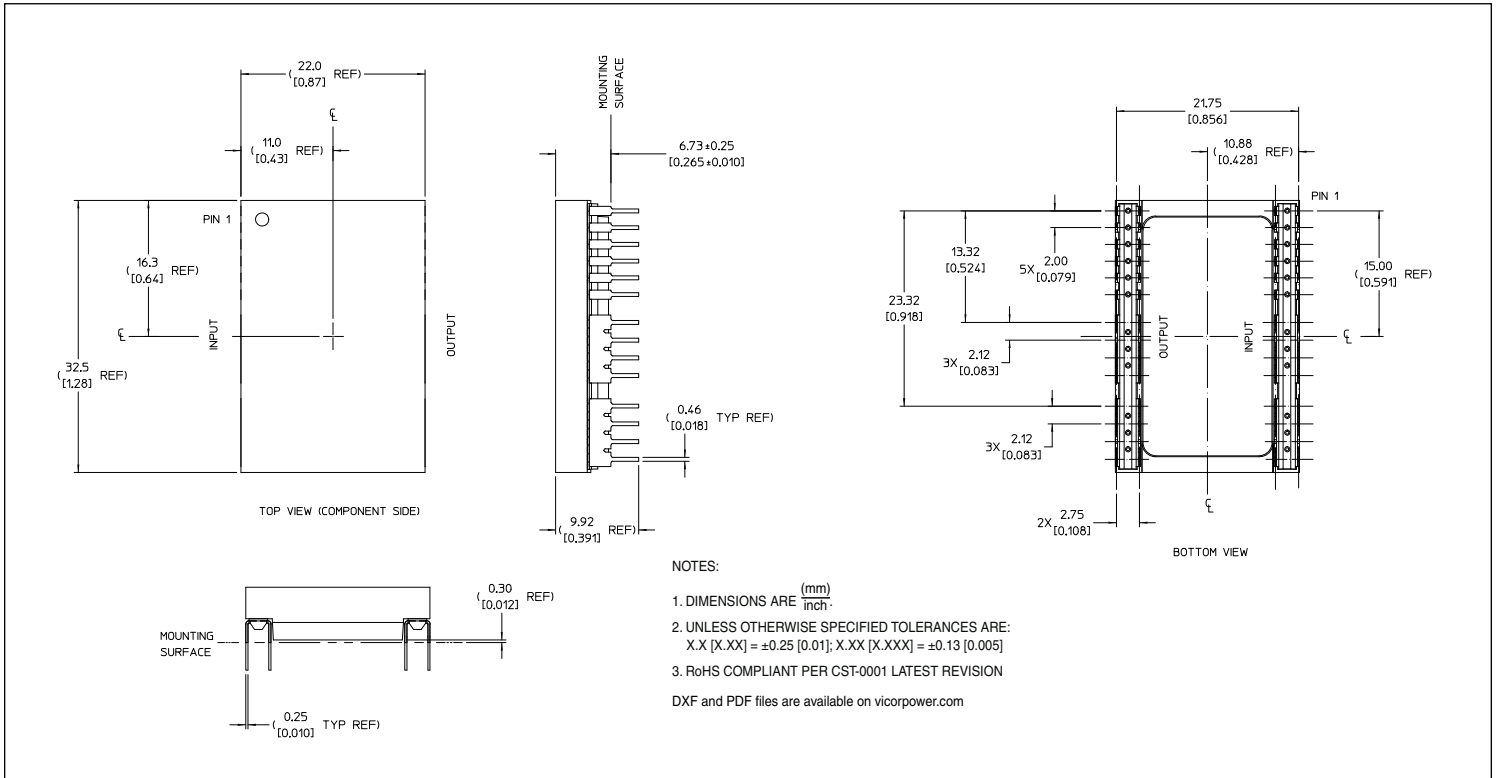 22.0
( [0.87] REF)
℄
11.0
( [0.43] REF)
PIN 1
16.3
( [0.64] REF)
℄
INPUT
OUTPUT
32.5
( [1.28] REF)
TOP VIEW (COMPONENT SIDE)
MOUNTING
SURFACE
6.73±0.25
[0.265±0.010]
0.46
( [0.018] TYP REF)
9.92
( [0.391] REF)
21.75
[0.856]
10.88
( [0.428] REF)
PIN 1
13.32
[0.524]
5X 2.00
[0.079]
15.00
( [0.591] REF)
23.32
[0.918]
OUTPUT
INPUT
℄
3X 2.12
[0.083]
3X 2.12
[0.083]
℄
2X 2.75
[0.108]
BOTTOM VIEW
0.30
( [0.012] REF)
MOUNTING
SURFACE
0.25
( [0.010] TYP REF)
NOTES:
1. DIMENSIONS ARE (mm)
inch.
2. UNLESS OTHERWISE SPECIFIED TOLERANCES ARE:
X.X [X.XX] = ±0.25 [0.01]; X.XX [X.XXX] = ±0.13 [0.005]
3. RoHS COMPLIANT PER CST-0001 LATEST REVISION
DXF and PDF files are available on vicorpower.com